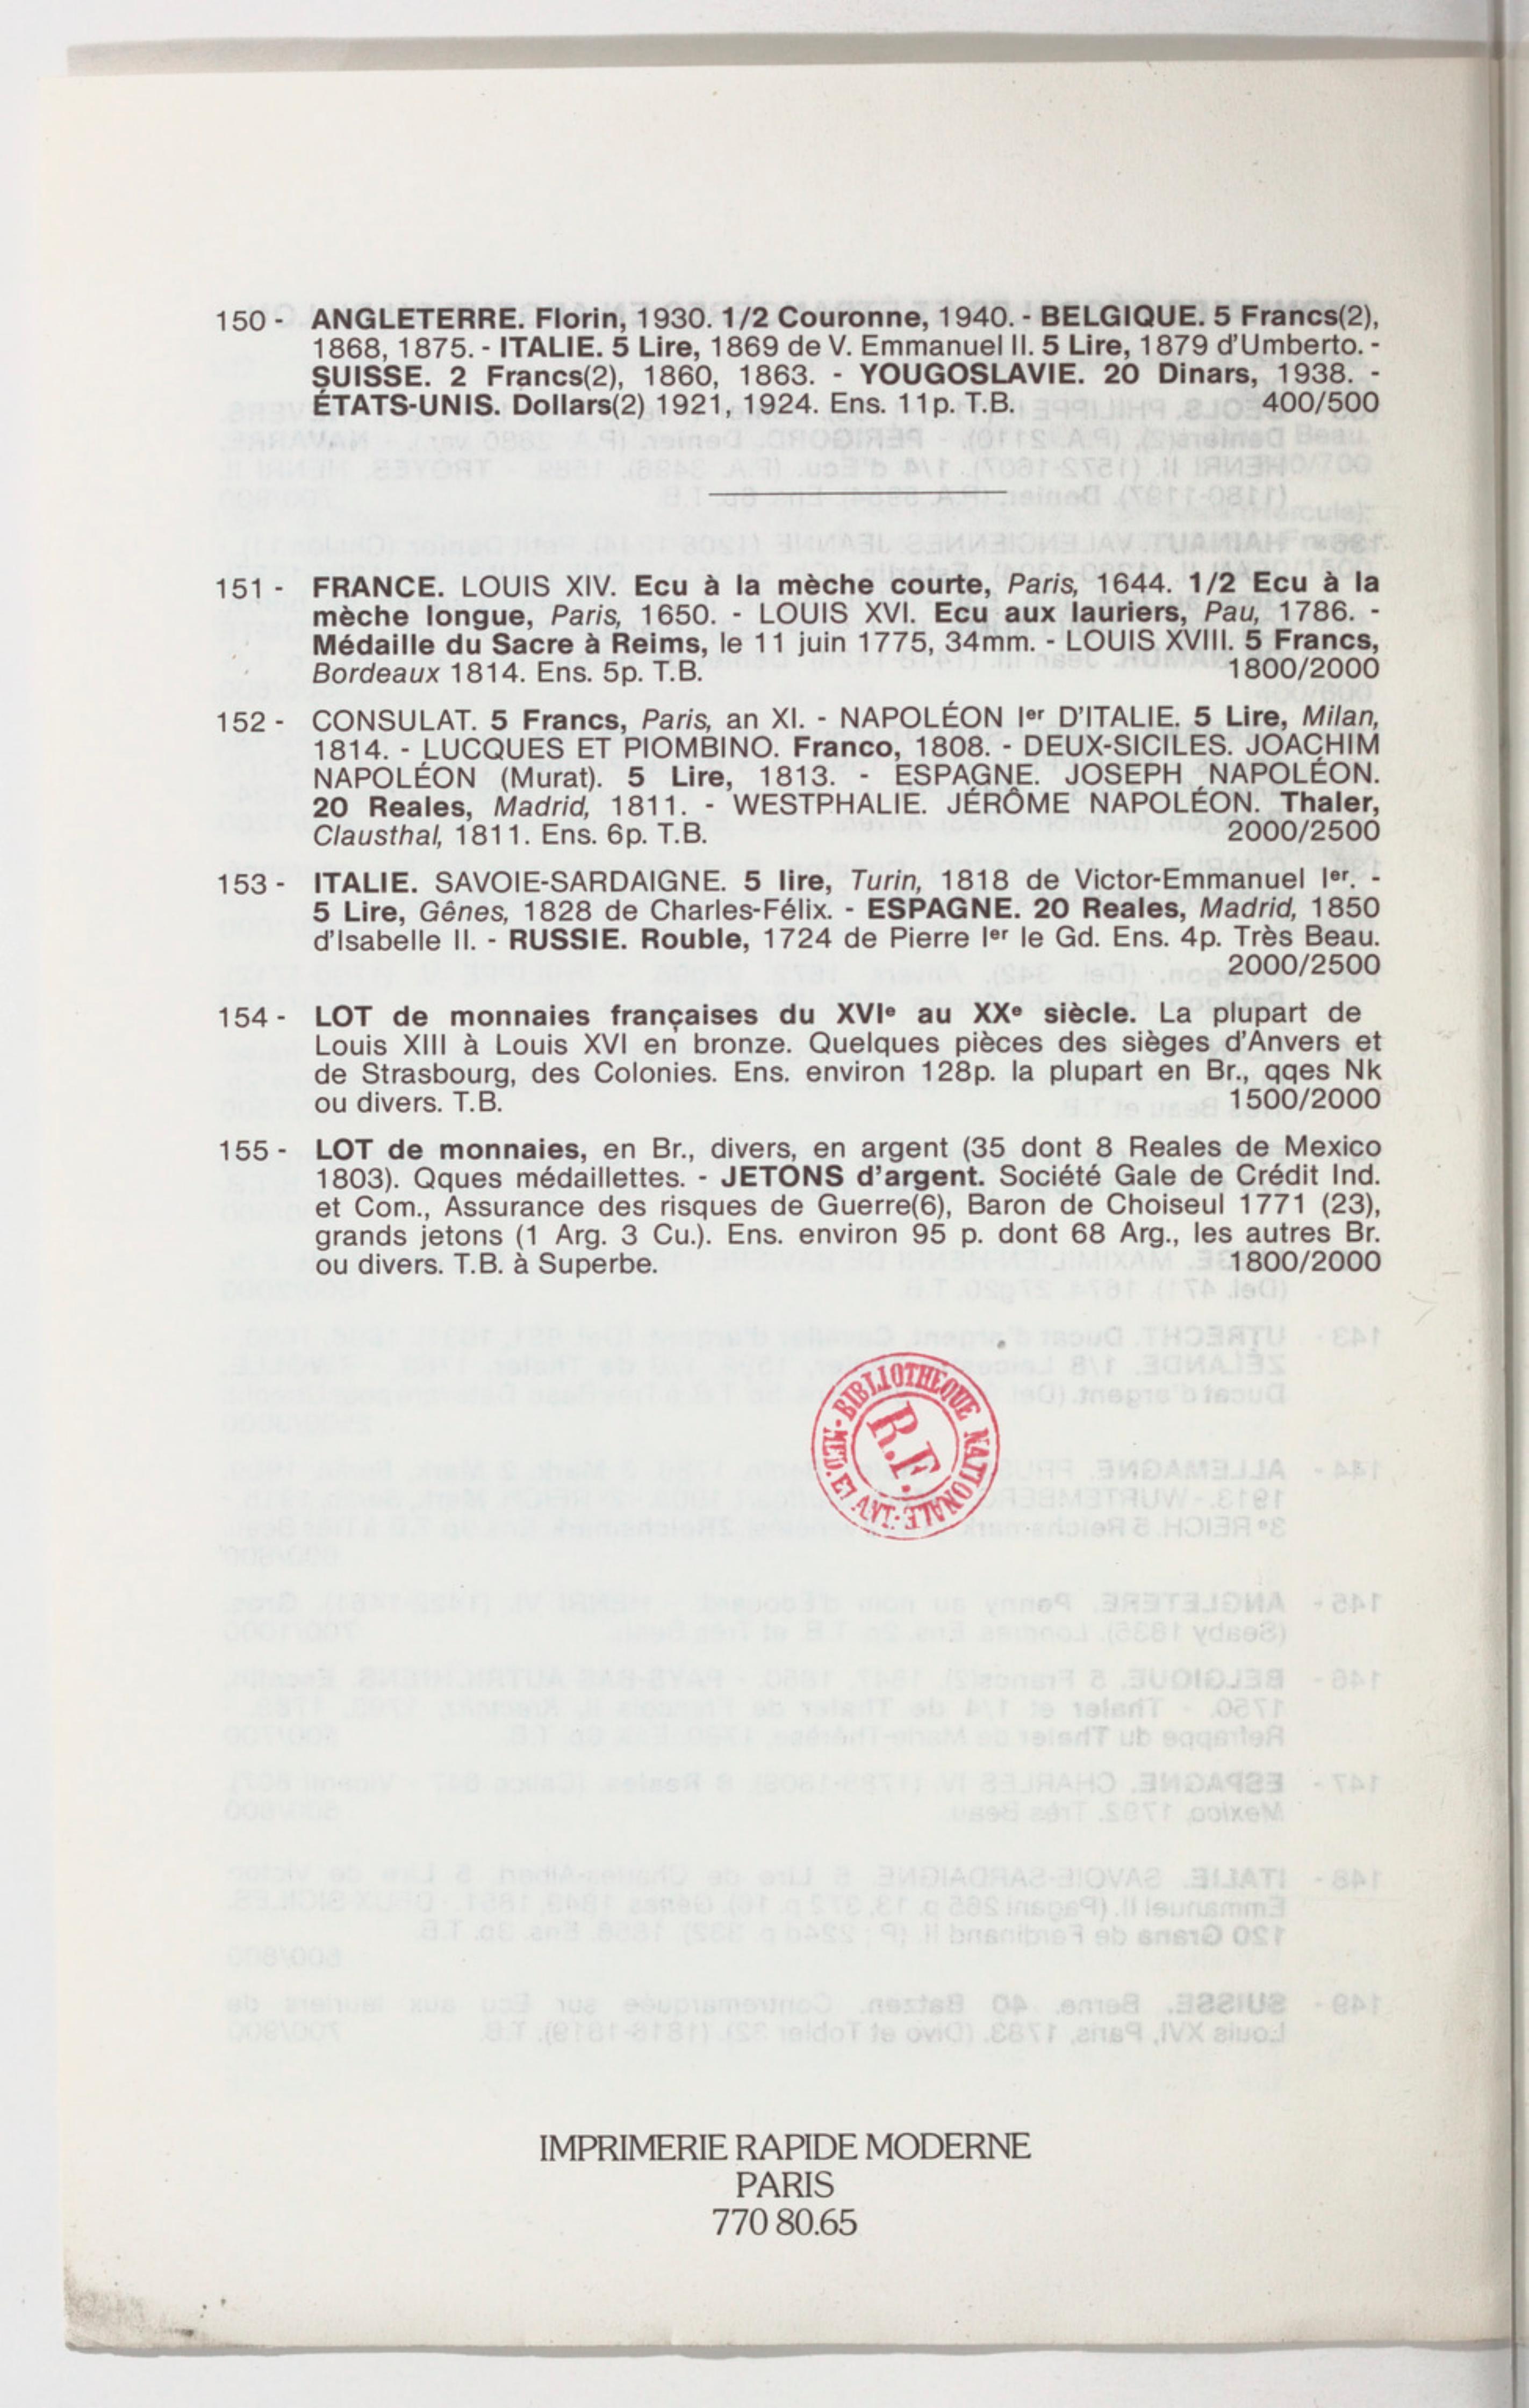 150 - ANGLETERRE. Florin, 1930. 1/2 Couronne, 1940. - BELGIQUE. 5 Francs(2),
1868, 1875. - ITALIE. 5 Lire, 1869 de V. Emmanuel II. 5 Lire, 1879 d'Umberto. -
SUISSE. 2 Francs(2), 1860, 1863. - YOUGOSLAVIE. 20 Dinars, 1938. -
ÉTATS-UNIS. Dollars(2) 1921, 1924. Ens. 11p. T.B. 400/500
151 - FRANCE. LOUIS XIV. Ecu à la mèche courte, Paris, 1644. 1/2 Ecu à la
mèche longue, Paris, 1650. - LOUIS XVI. Ecu aux lauriers, Pau, 1786. -
Médaille du Sacre à Reims, le 11 juin 1775, 34mm. - LOUIS XVIII. 5 Francs,
Bordeaux 1814. Ens. 5p. T.B. 1800/2000
152 - CONSULAT. 5 Francs, Paris, an XI. - NAPOLÉON Ier D'ITALIE. 5 Lire, Milan,
1814. - LUCQUES ET PIOMBINO. Franco, 1808. - DEUX-SICILES. JOACHIM
NAPOLÉON (Murat). 5 Lire, 1813. - ESPAGNE. JOSEPH NAPOLÉON.
20 Reales, Madrid, 1811. - WESTPHALIE. JÉRÔME NAPOLÉON. Thaler,
Clausthal, 1811. Ens. 6p. T.B. 2000/2500
153 - ITALIE. SAVOIE-SARDAIGNE. 5 lire, Turin, 1818 de Victor-Emmanuel Ier. -
5 Lire, Gênes, 1828 de Charles-Félix. - ESPAGNE. 20 Reales, Madrid, 1850
d'Isabelle II. - RUSSIE. Rouble, 1724 de Pierre Ier le Gd. Ens. 4p. Très Beau.
2000/2500
154 - LOT de monnaies françaises du XVIe au XXe siècle. La plupart de
Louis XIII à Louis XVI en bronze. Quelques pièces des sièges d'Anvers et
de Strasbourg, des Colonies. Ens. environ 128p. la plupart en Br., qqes Nk
ou divers. T.B. 1500/2000
155 - LOT de monnaies, en Br., divers, en argent (35 dont 8 Reales de Mexico
1803). Qques médaillettes. - JETONS d'argent. Société Gale de Crédit Ind.
et Com., Assurance des risques de Guerre(6), Baron de Choiseul 1771 (23),
grands jetons (1 Arg. 3 Cu.). Ens. environ 95 p. dont 68 Arg., les autres Br.
ou divers. T.B. à Superbe. 1800/2000
BIBLIOTHEQUE NATIONALE · MED. ET ANT.
R.F.
IMPRIMERIE RAPIDE MODERNE
PARIS
770 80.65